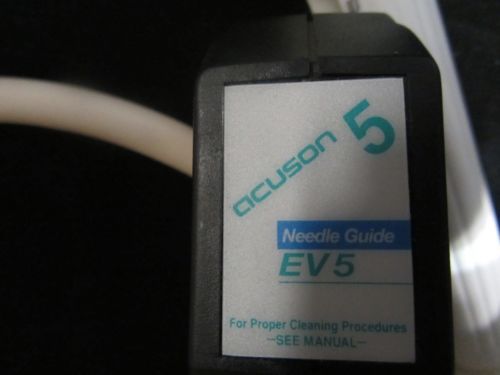 acuson 5
Needle Guide
EV5
For Proper Cleaning Procedures
-SEE MANUAL-